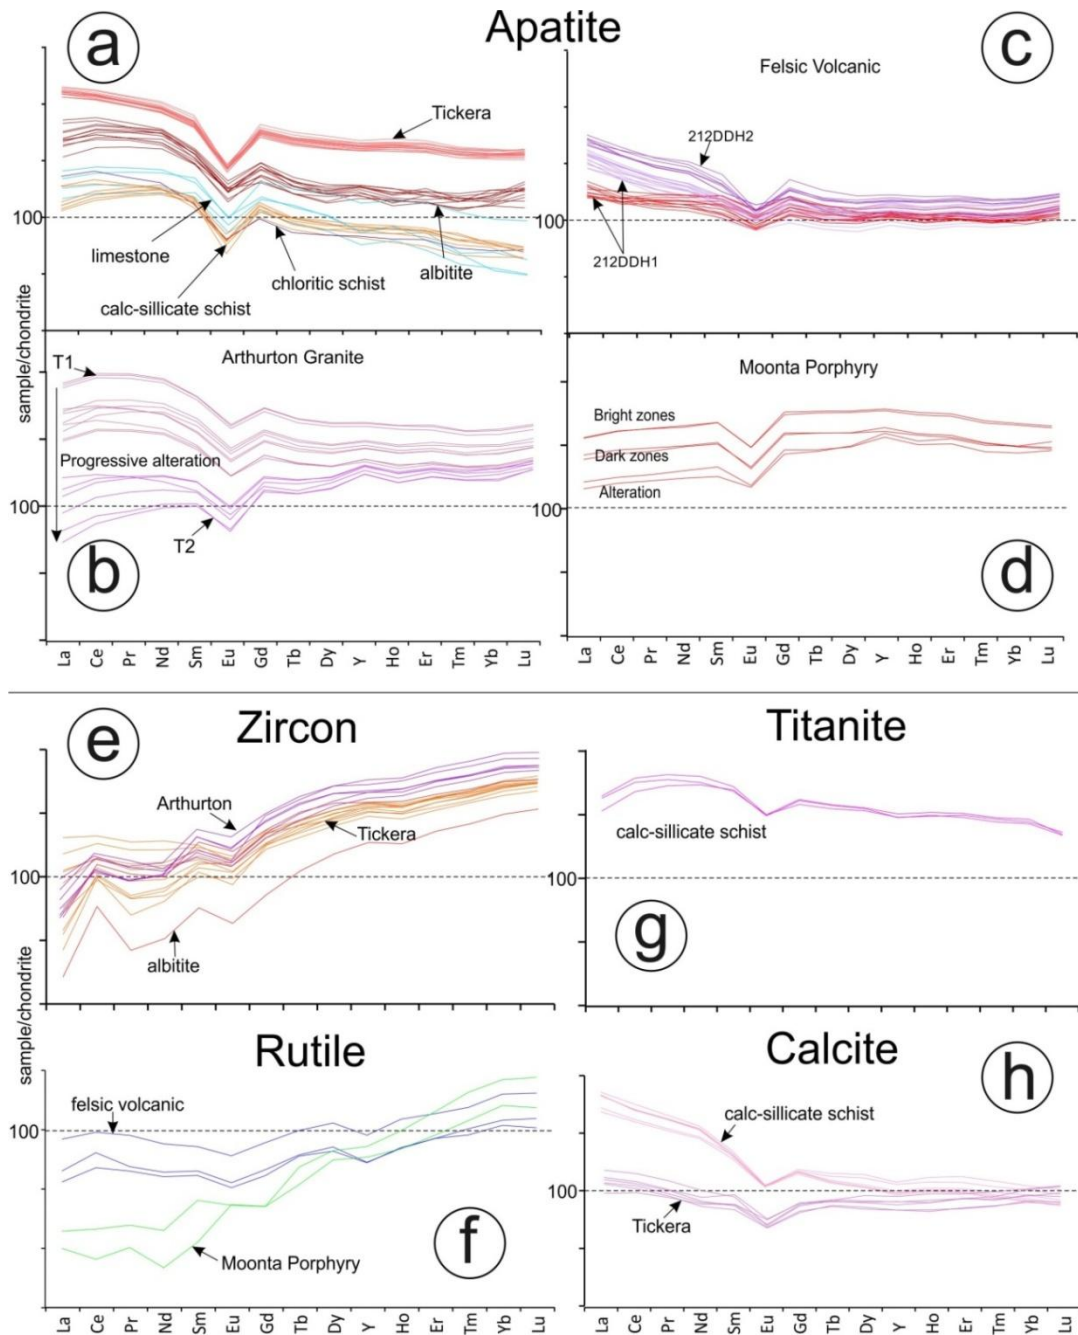 Apatite
a
Tickera
100
limestone
albitite
chloritic schist
calc-sillicate schist
c
Felsic Volcanic
212DDH2
100
212DDH1
sample/chondrite
T1
Arthurton Granite
Progressive alteration
100
T2
b
Moonta Porphyry
Bright zones
Dark zones
Alteration
100
d
La Ce Pr Nd Sm Eu Gd Tb Dy Y Ho Er Tm Yb Lu
La Ce Pr Nd Sm Eu Gd Tb Dy Y Ho Er Tm Yb Lu
e
Zircon
Arthurton
Tickera
100
albitite
Titanite
calc-sillicate schist
100
g
sample/chondrite
Rutile
felsic volcanic
100
Moonta Porphyry
f
Calcite
h
calc-sillicate schist
100
Tickera
La Ce Pr Nd Sm Eu Gd Tb Dy Y Ho Er Tm Yb Lu
La Ce Pr Nd Sm Eu Gd Tb Dy Y Ho Er Tm Yb Lu